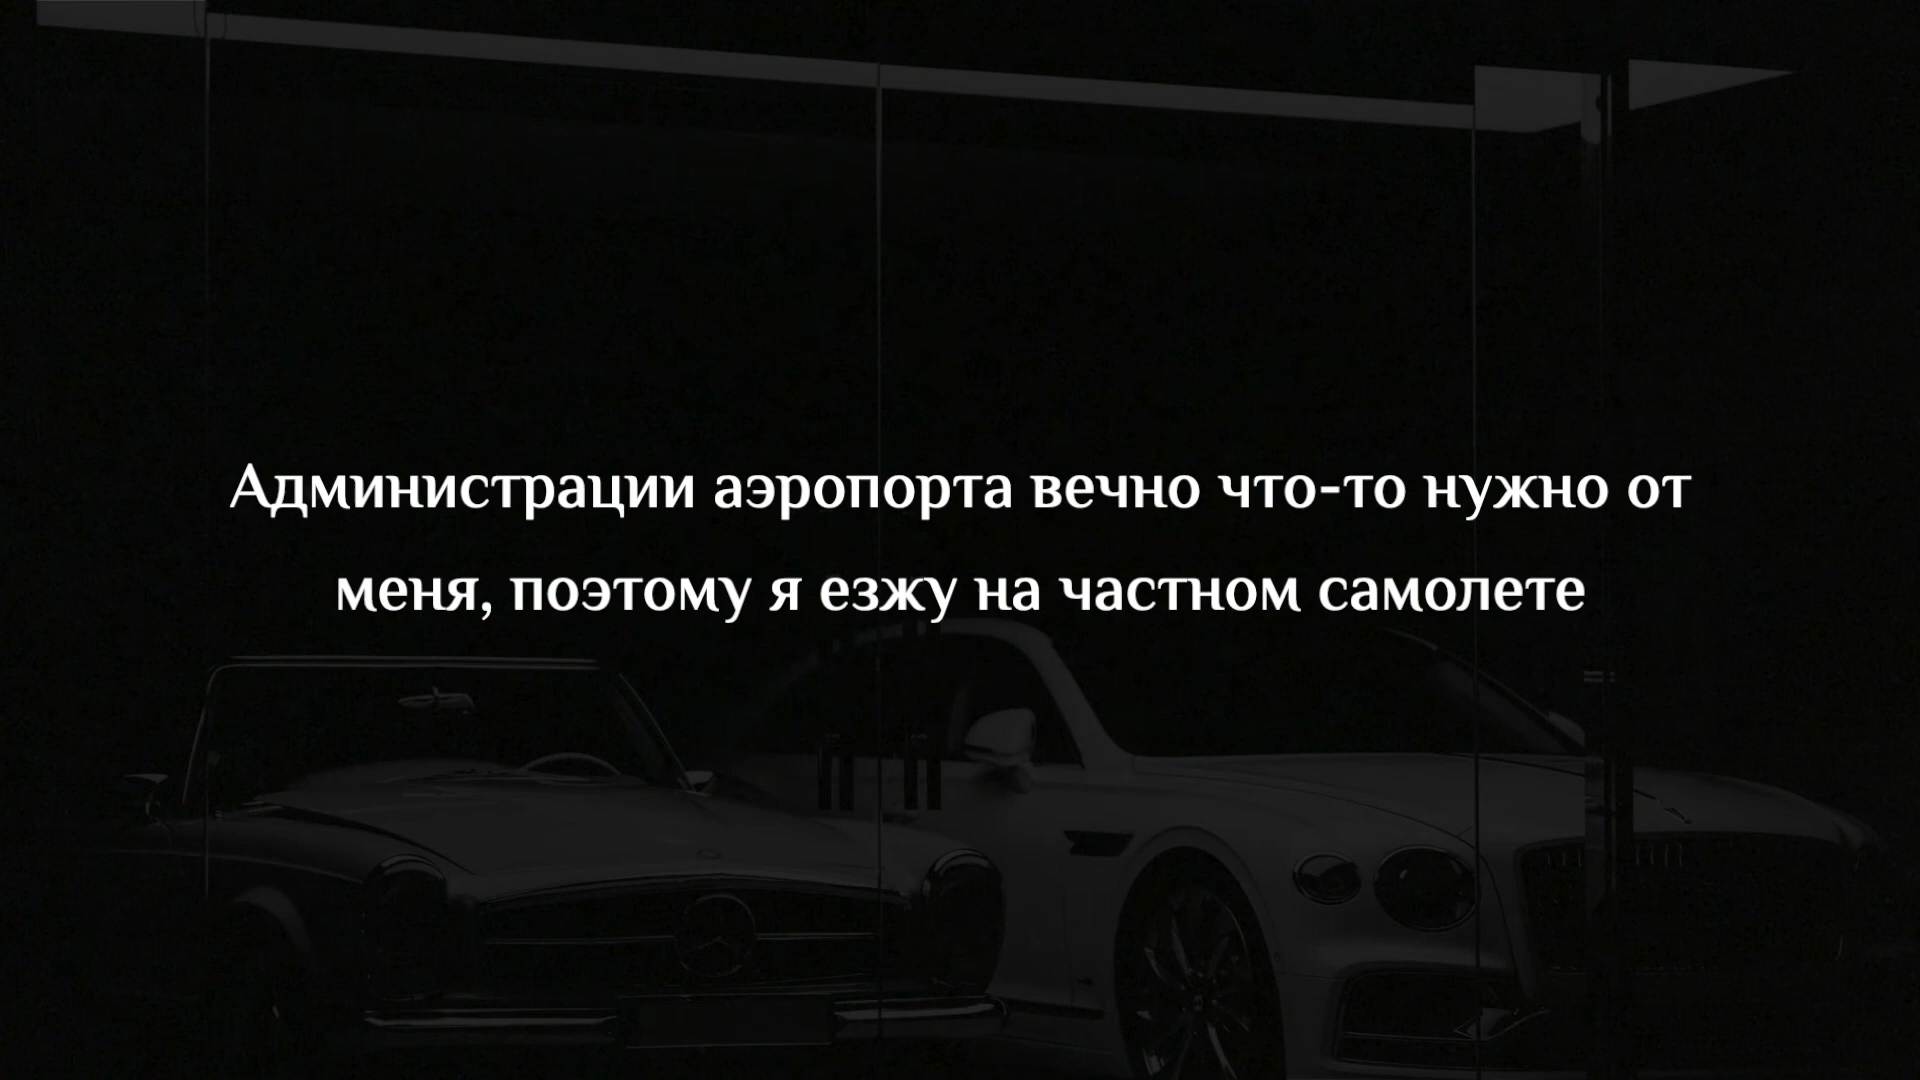 Администрации аэропорта вечно что-то нужно от
меня, поэтому я езжу на частном самолете